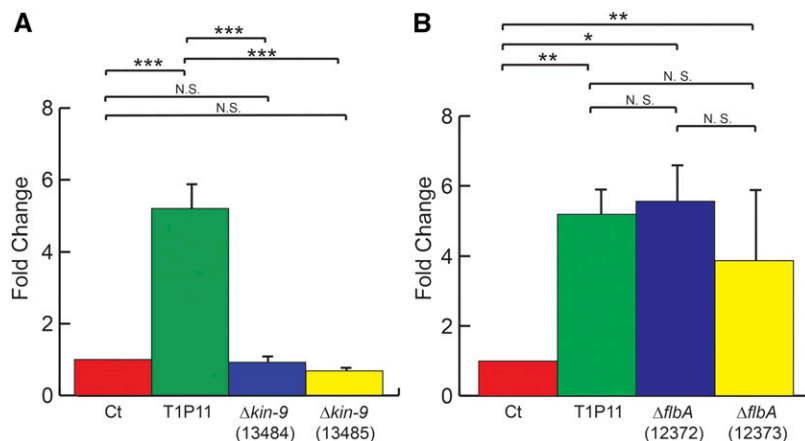 A
***
***
***
N.S.
N.S.
Fold Change
8
6
4
2
0
Ct
T1P11
Δkin-9
(13484)
Δkin-9
(13485)
B
**
*
**
N. S.
N. S.
N. S.
Fold Change
8
6
4
2
0
Ct
T1P11
ΔflbA
(12372)
ΔflbA
(12373)